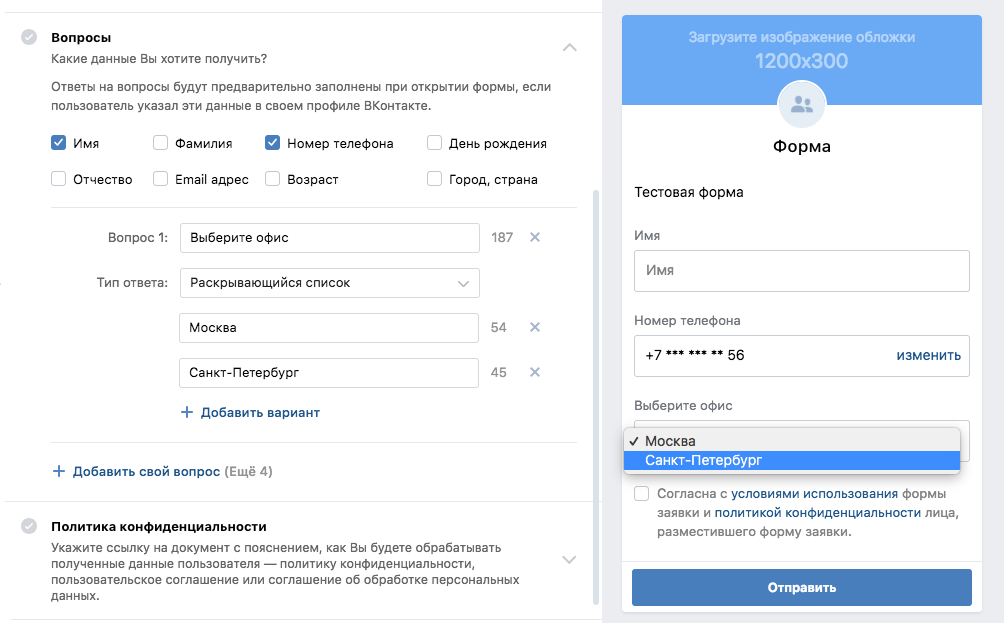 Вопросы
Какие данные Вы хотите получить?
Ответы на вопросы будут предварительно заполнены при открытии формы, если
пользователь указал эти данные в своем профиле ВКонтакте.
Имя Фамилия Номер телефона День рождения
Отчество Email адрес Возраст Город, страна
Вопрос 1: Выберите офис 187
Тип ответа: Раскрывающийся список
Москва 54
Санкт-Петербург 45
+ Добавить вариант
+ Добавить свой вопрос (Ещё 4)
Политика конфиденциальности
Укажите ссылку на документ с пояснением, как Вы будете обрабатывать
полученные данные пользователя — политику конфиденциальности,
пользовательское соглашение или соглашение об обработке персональных
данных.
Загрузите изображение обложки
1200x300
Форма
Тестовая форма
Имя
Имя
Номер телефона
+7 *** *** ** 56 изменить
Выберите офис
✓ Москва
Санкт-Петербург
Согласна с условиями использования формы
заявки и политикой конфиденциальности лица,
разместившего форму заявки.
Отправить